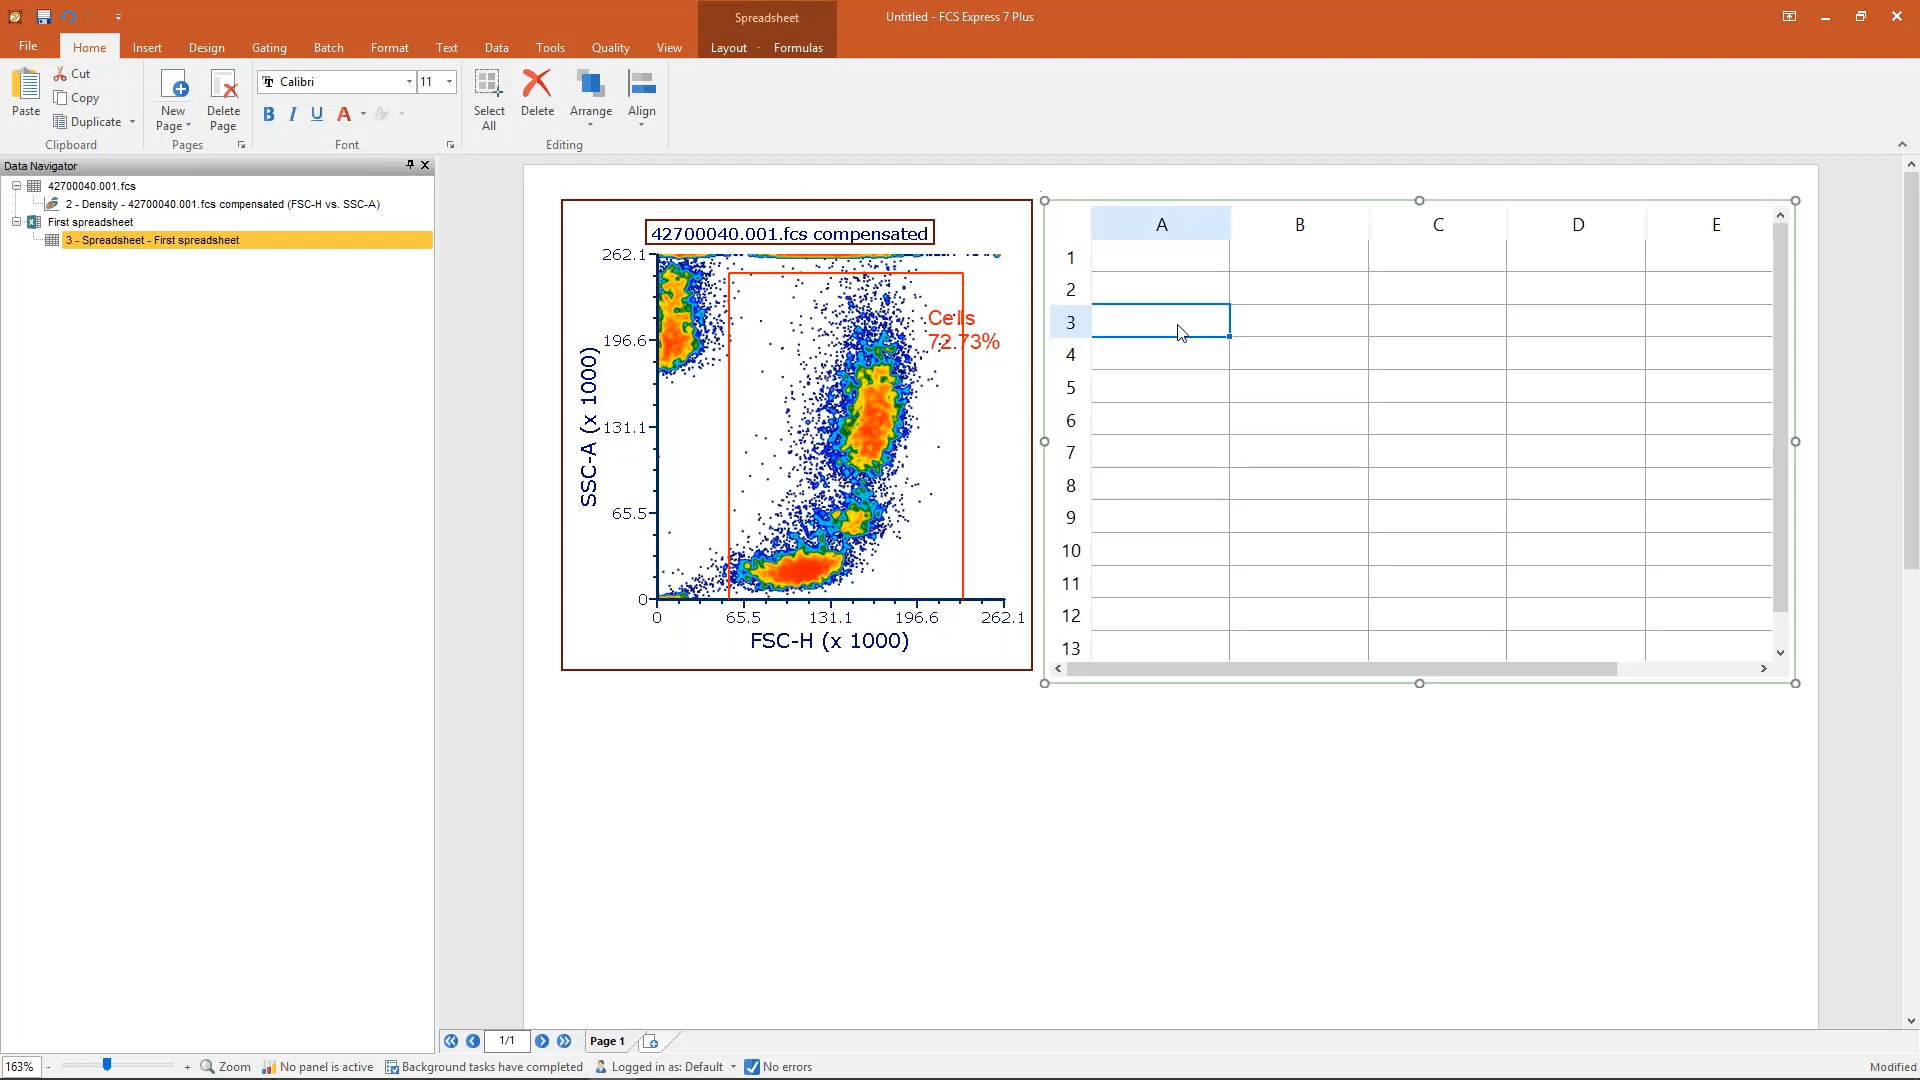 Spreadsheet
Untitled - FCS Express 7 Plus
File Home Insert Design Gating Batch Format Text Data Tools Quality View Layout Formulas
Paste
Cut
Copy
Duplicate
Clipboard
New Page
Delete Page
Pages
Calibri 11
B I U A
Font
Select All
Delete
Arrange
Align
Editing
Data Navigator
42700040.001.fcs
2 - Density - 42700040.001.fcs compensated (FSC-H vs. SSC-A)
First spreadsheet
3 - Spreadsheet - First spreadsheet
42700040.001.fcs compensated
262.1
196.6
131.1
65.5
0
SSC-A (x 1000)
Cells
72.73%
0 65.5 131.1 196.6 262.1
FSC-H (x 1000)
A B C D E
1
2
3
4
5
6
7
8
9
10
11
12
13
1/1 Page 1
163% - + Zoom No panel is active Background tasks have completed Logged in as: Default No errors Modified